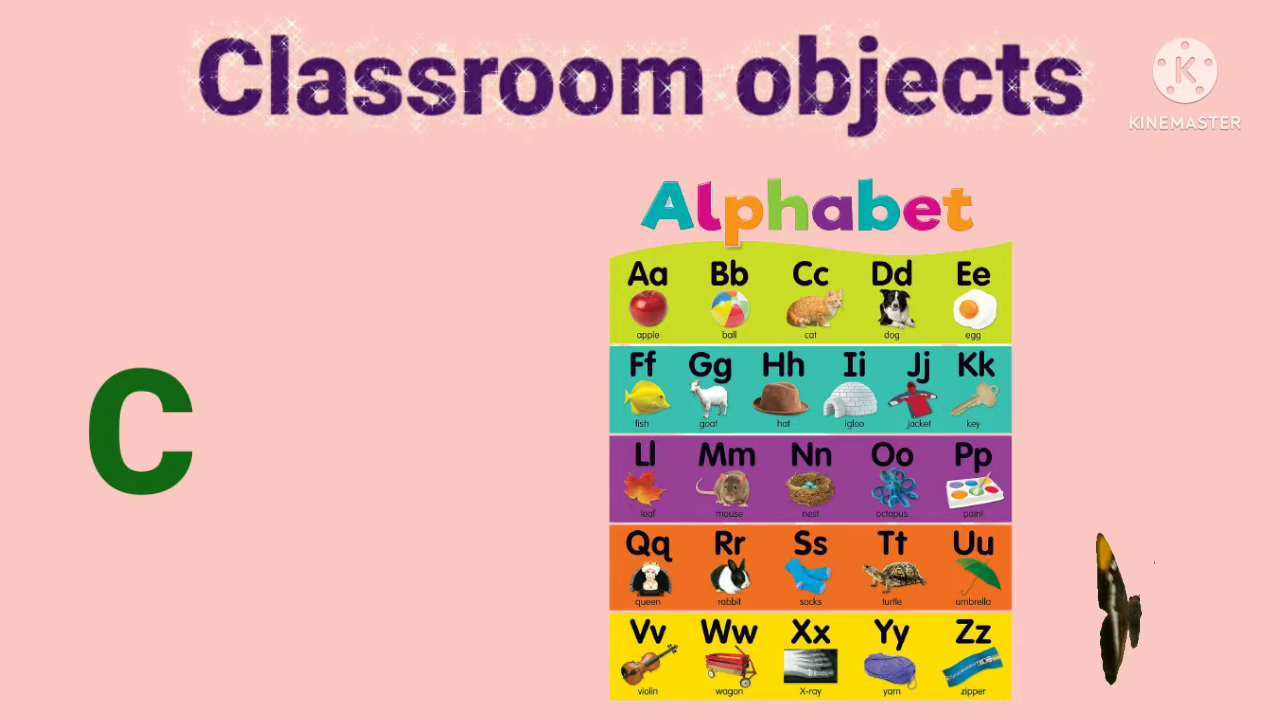 Classroom objects
K
KINEMASTER
Alphabet
Aa Bb Cc Dd Ee
apple ball cat dog egg
Ff Gg Hh Ii Jj Kk
fish goat hat igloo jacket key
C
Ll Mm Nn Oo Pp
leaf mouse nest octopus paint
Qq Rr Ss Tt Uu
queen rabbit socks turtle umbrella
Vv Ww Xx Yy Zz
violin wagon X-ray yarn zipper